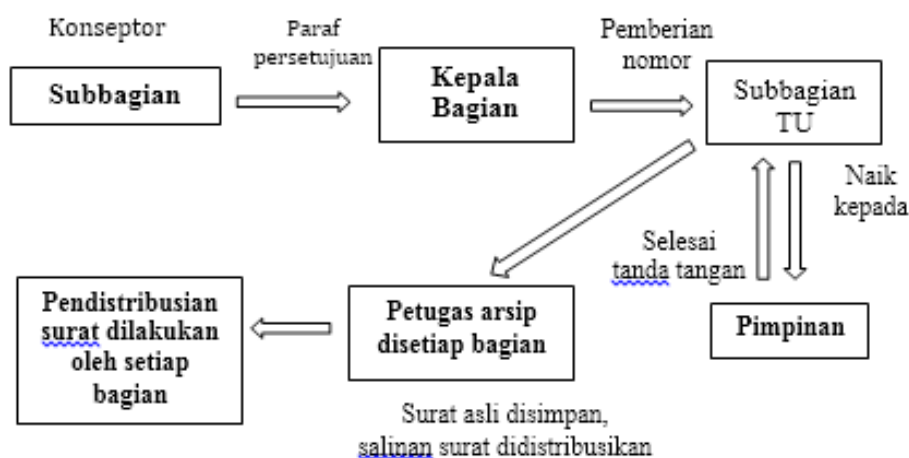 Konseptor
Subbagian
Paraf
persetujuan
Kepala
Bagian
Pemberian
nomor
Subbagian
TU
Naik
kepada
Selesai
tanda tangan
Pimpinan
Petugas arsip
disetiap bagian
Surat asli disimpan,
salinan surat didistribusikan
Pendistribusian
surat dilakukan
oleh setiap
bagian